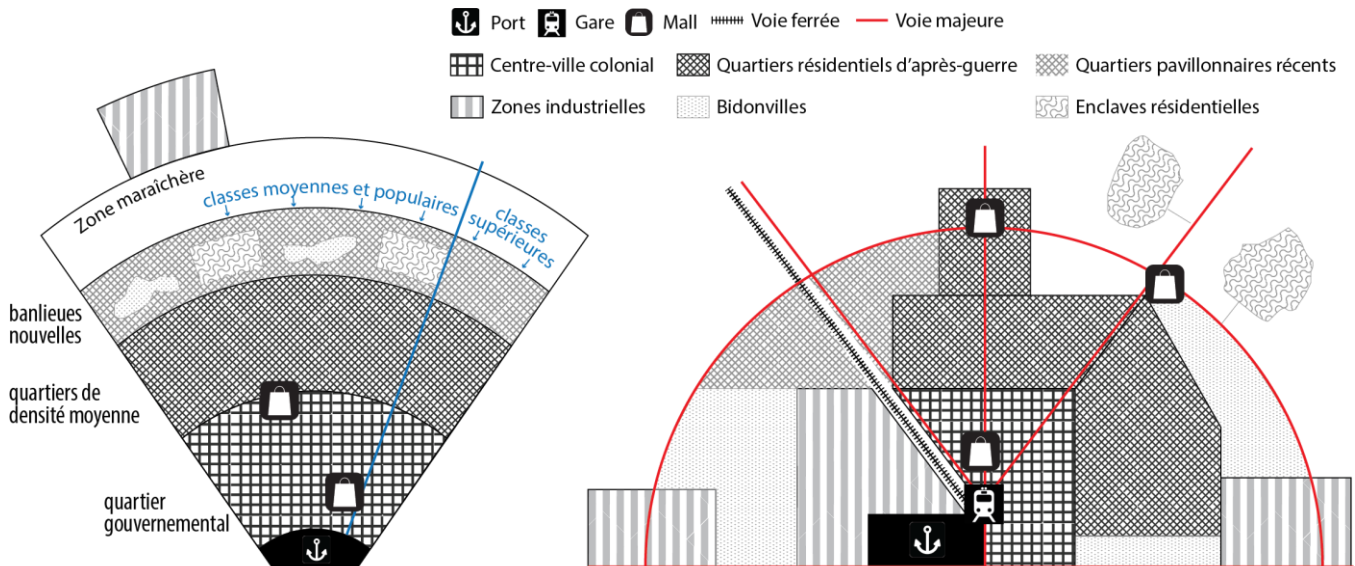 Port Gare Mall Voie ferrée Voie majeure
Centre-ville colonial Quartiers résidentiels d'après-guerre Quartiers pavillonnaires récents
Zones industrielles Bidonvilles Enclaves résidentielles
Zone maraîchère
classes moyennes et populaires
classes
supérieures
banlieues
nouvelles
quartiers de
densité moyenne
quartier
gouvernemental